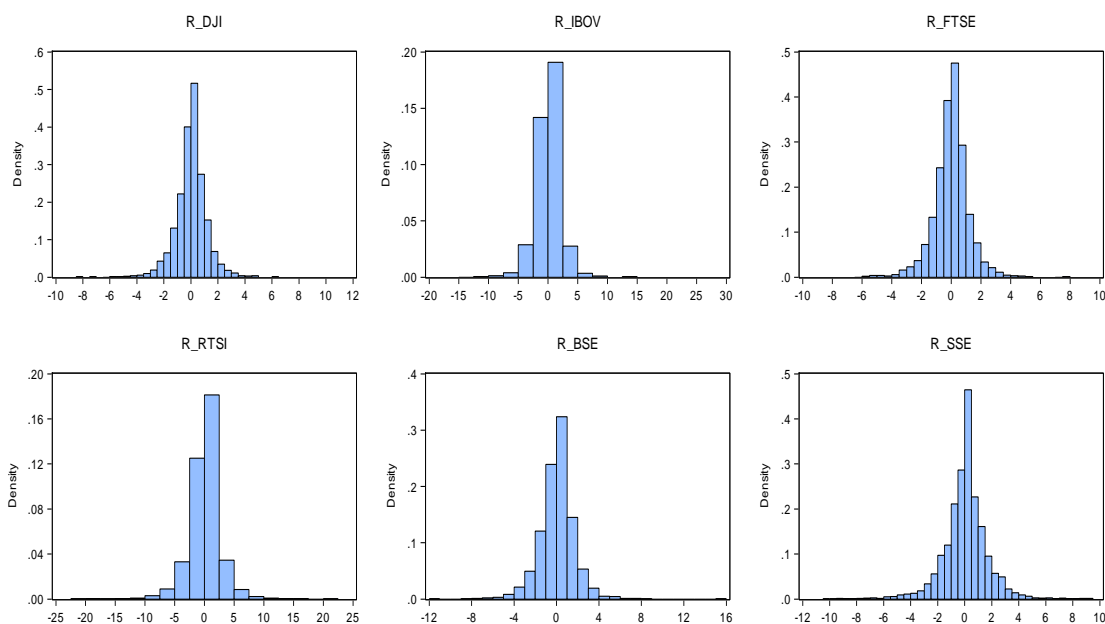 R_DJI
R_IBOV
R_FTSE
.6
.5
.4
.3
.2
.1
.0
Density
-10 -8 -6 -4 -2 0 2 4 6 8 10 12
.20
.15
.10
.05
.00
Density
-20 -15 -10 -5 0 5 10 15 20 25 30
.5
.4
.3
.2
.1
.0
Density
-10 -8 -6 -4 -2 0 2 4 6 8 10
R_RTSI
R_BSE
R_SSE
.20
.16
.12
.08
.04
.00
Density
-25 -20 -15 -10 -5 0 5 10 15 20 25
.4
.3
.2
.1
.0
Density
-12 -8 -4 0 4 8 12 16
.5
.4
.3
.2
.1
.0
Density
-12 -10 -8 -6 -4 -2 0 2 4 6 8 10